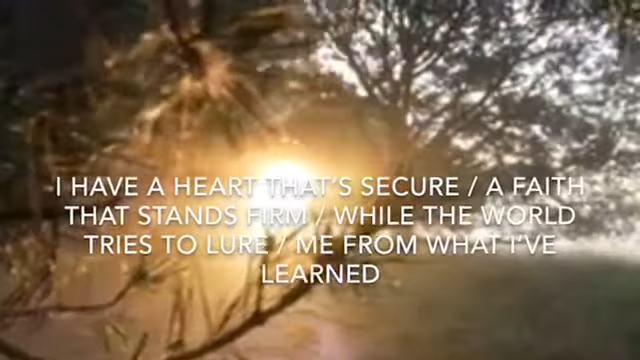 I HAVE A HEART THAT'S SECURE / A FAITH
THAT STANDS FIRM / WHILE THE WORLD
TRIES TO LURE / ME FROM WHAT I'VE
LEARNED